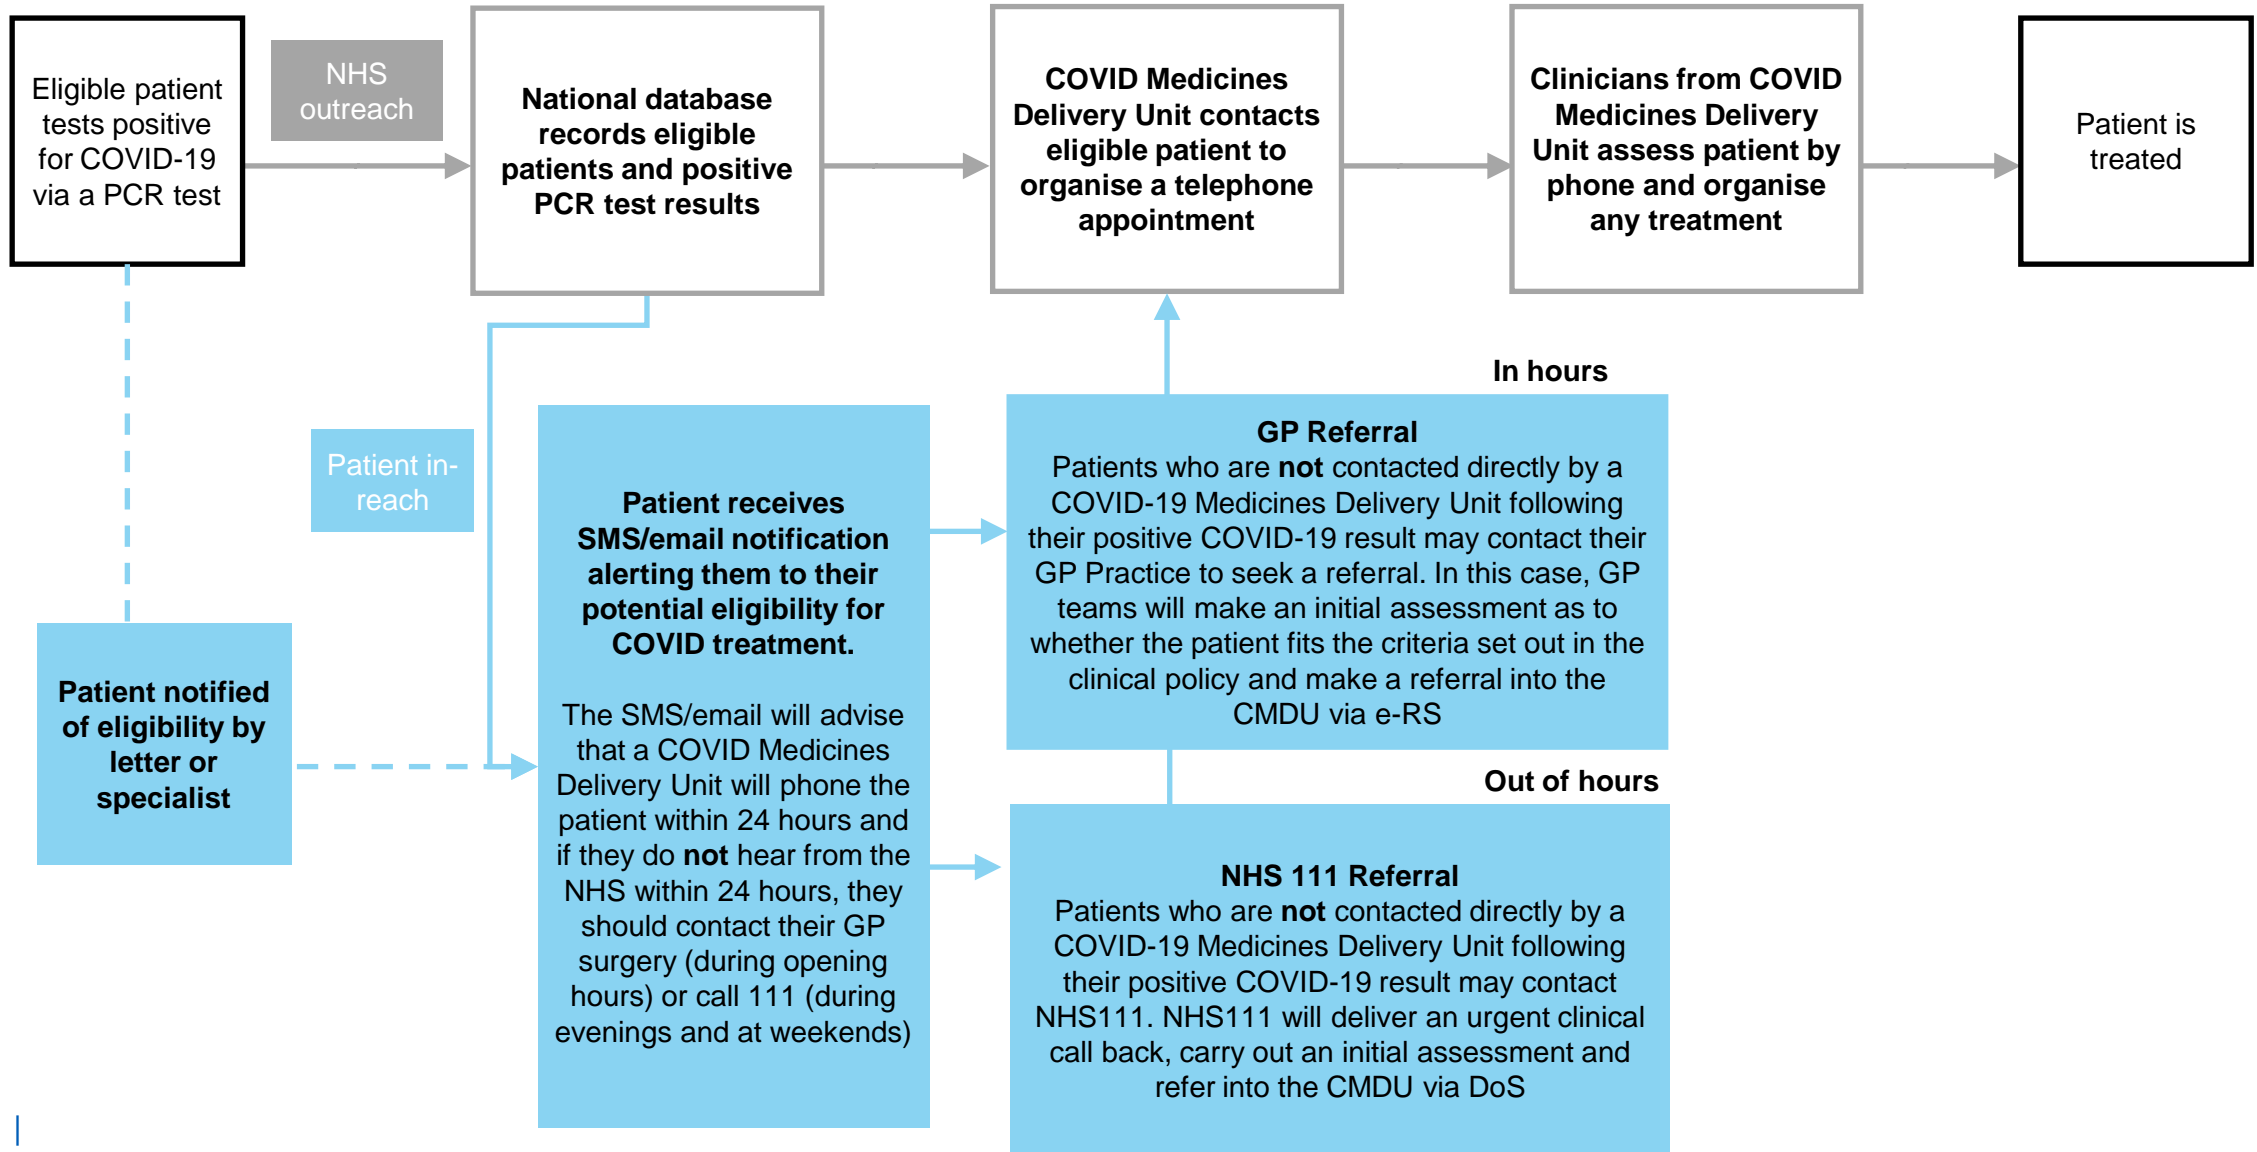 Eligible patient
tests positive
for COVID-19
via a PCR test
NHS
outreach
National database
records eligible
patients and positive
PCR test results
COVID Medicines
Delivery Unit contacts
eligible patient to
organise a telephone
appointment
Clinicians from COVID
Medicines Delivery
Unit assess patient by
phone and organise
any treatment
Patient is
treated
Patient in-
reach
Patient notified
of eligibility by
letter or
specialist
Patient receives
SMS/email notification
alerting them to their
potential eligibility for
COVID treatment.
The SMS/email will advise
that a COVID Medicines
Delivery Unit will phone the
patient within 24 hours and
if they do not hear from the
NHS within 24 hours, they
should contact their GP
surgery (during opening
hours) or call 111 (during
evenings and at weekends)
In hours
GP Referral
Patients who are not contacted directly by a
COVID-19 Medicines Delivery Unit following
their positive COVID-19 result may contact their
GP Practice to seek a referral. In this case, GP
teams will make an initial assessment as to
whether the patient fits the criteria set out in the
clinical policy and make a referral into the
CMDU via e-RS
Out of hours
NHS 111 Referral
Patients who are not contacted directly by a
COVID-19 Medicines Delivery Unit following
their positive COVID-19 result may contact
NHS111. NHS111 will deliver an urgent clinical
call back, carry out an initial assessment and
refer into the CMDU via DoS